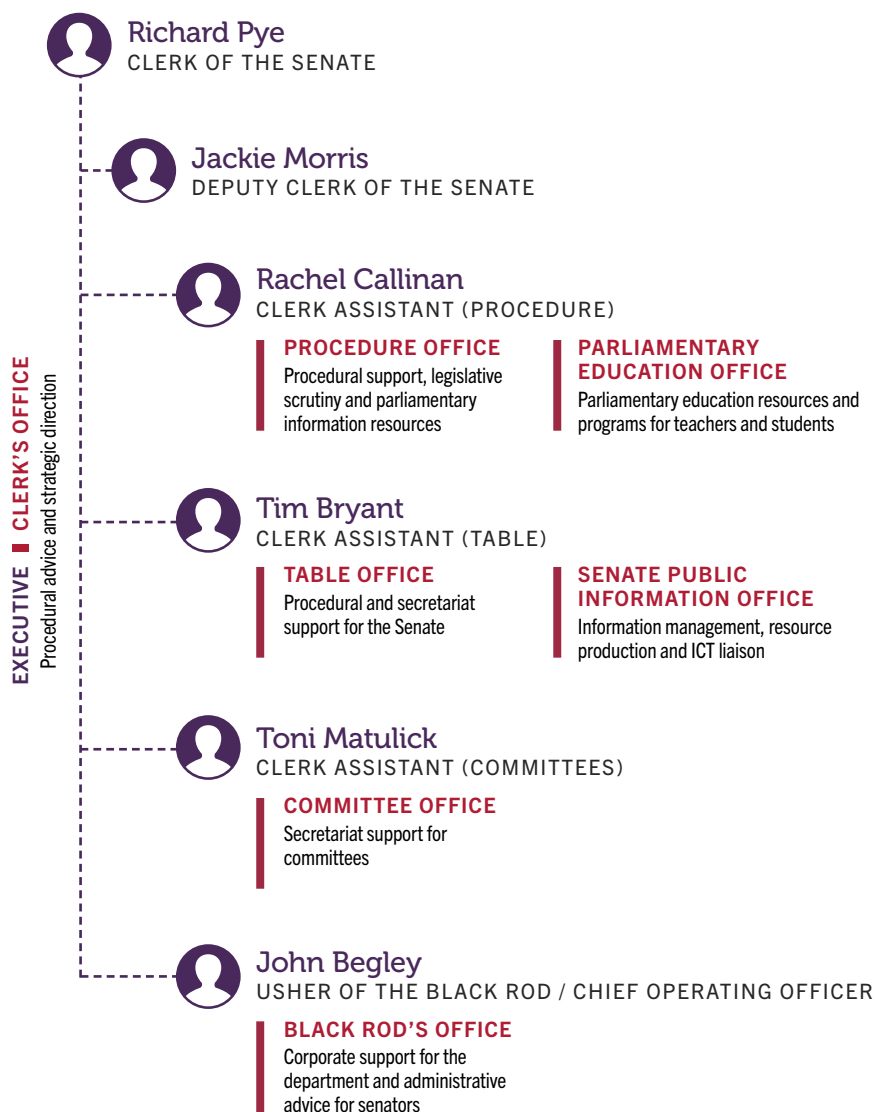 Richard Pye
CLERK OF THE SENATE
Jackie Morris
DEPUTY CLERK OF THE SENATE
Rachel Callinan
CLERK ASSISTANT (PROCEDURE)
PROCEDURE OFFICE
Procedural support, legislative
scrutiny and parliamentary
information resources
PARLIAMENTARY
EDUCATION OFFICE
Parliamentary education resources and
programs for teachers and students
EXECUTIVE CLERK'S OFFICE
Procedural advice and strategic direction
Tim Bryant
CLERK ASSISTANT (TABLE)
TABLE OFFICE
Procedural and secretariat
support for the Senate
SENATE PUBLIC
INFORMATION OFFICE
Information management, resource
production and ICT liaison
Toni Matulick
CLERK ASSISTANT (COMMITTEES)
COMMITTEE OFFICE
Secretariat support for
committees
John Begley
USHER OF THE BLACK ROD / CHIEF OPERATING OFFICER
BLACK ROD'S OFFICE
Corporate support for the
department and administrative
advice for senators